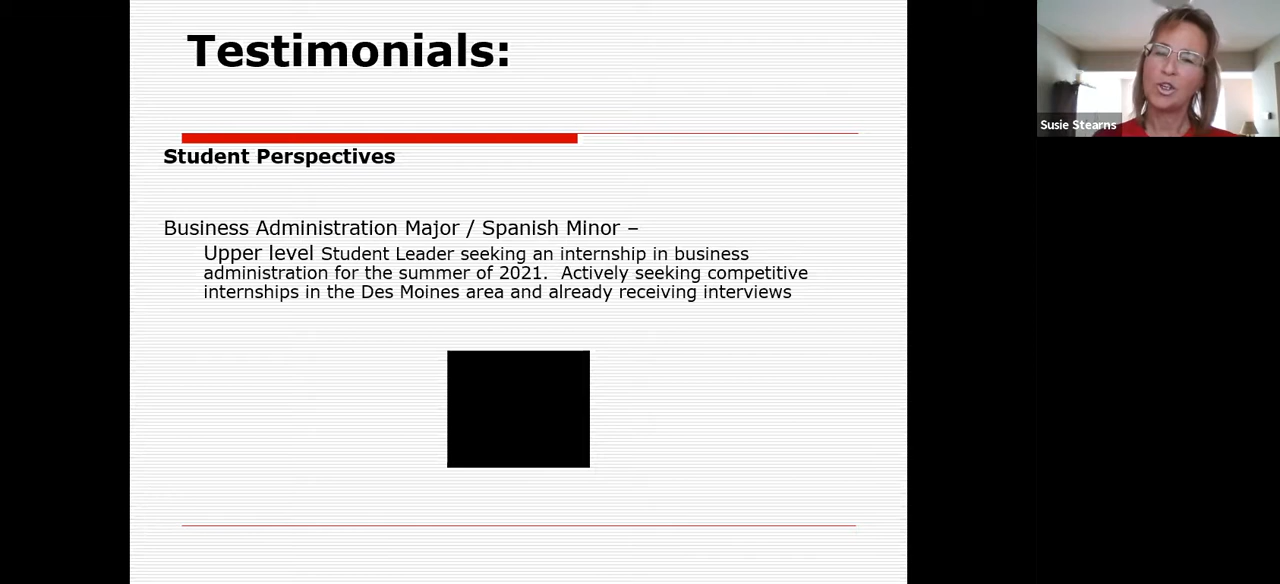 Testimonials:
Student Perspectives
Business Administration Major / Spanish Minor –
Upper level Student Leader seeking an internship in business
administration for the summer of 2021.  Actively seeking competitive
internships in the Des Moines area and already receiving interviews
Susie Stearns